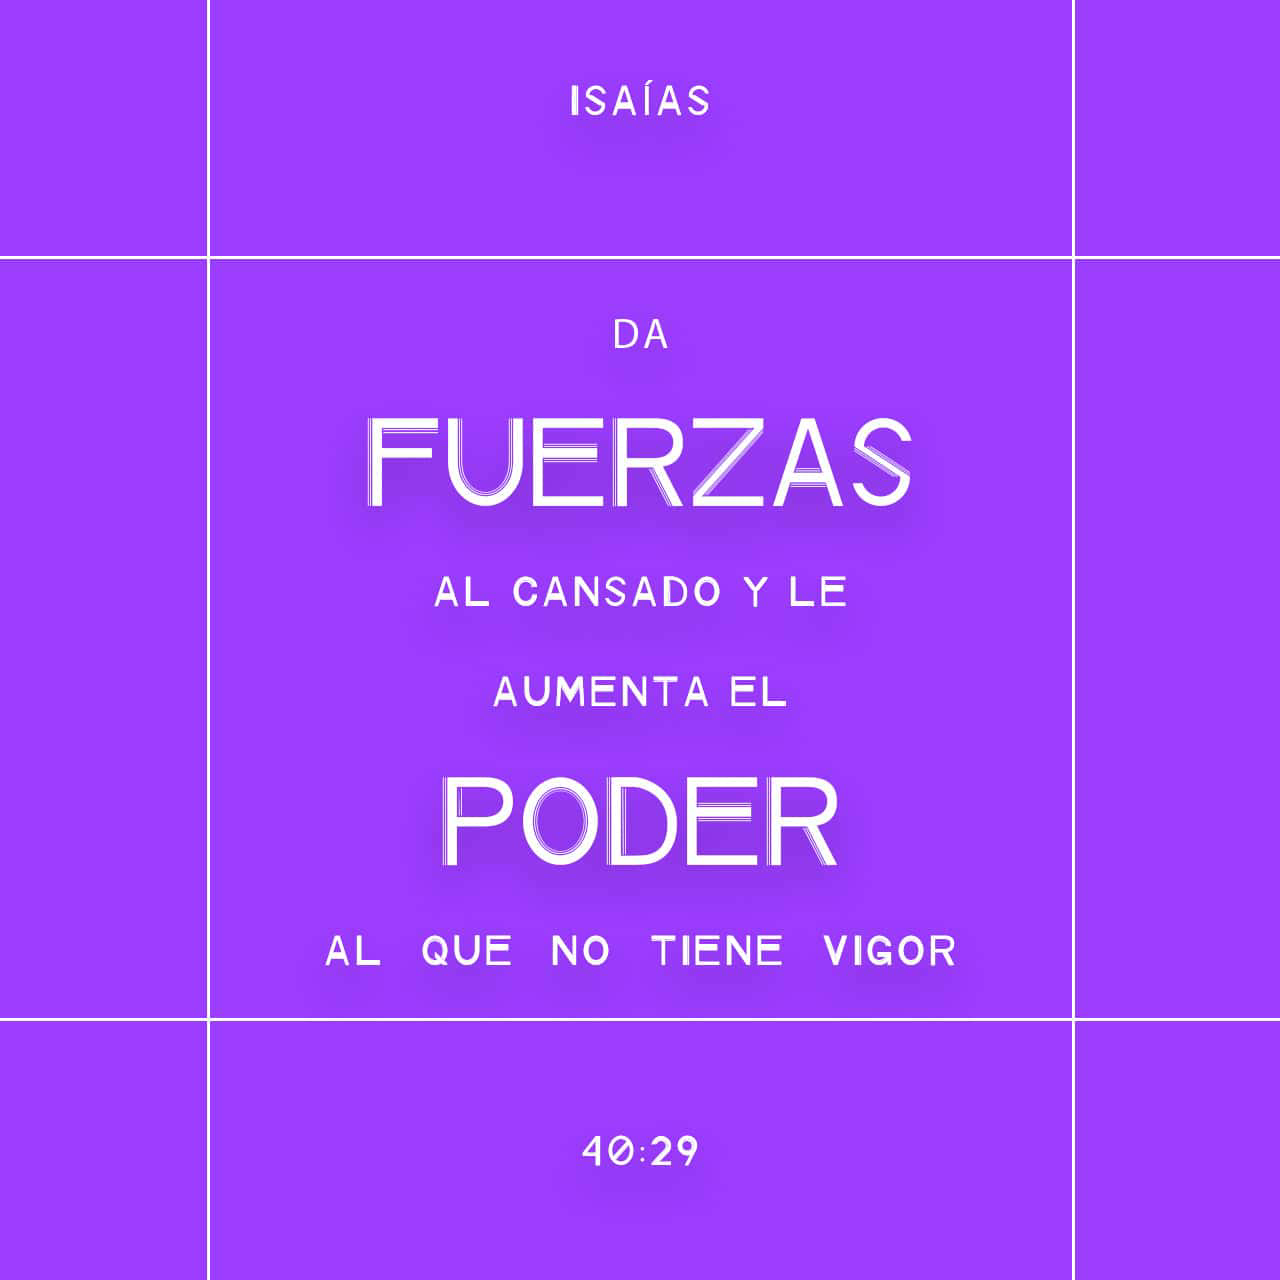 ISAÍAS
DA
FUERZAS
AL CANSADO Y LE
AUMENTA EL
PODER
AL QUE NO TIENE VIGOR
40:29